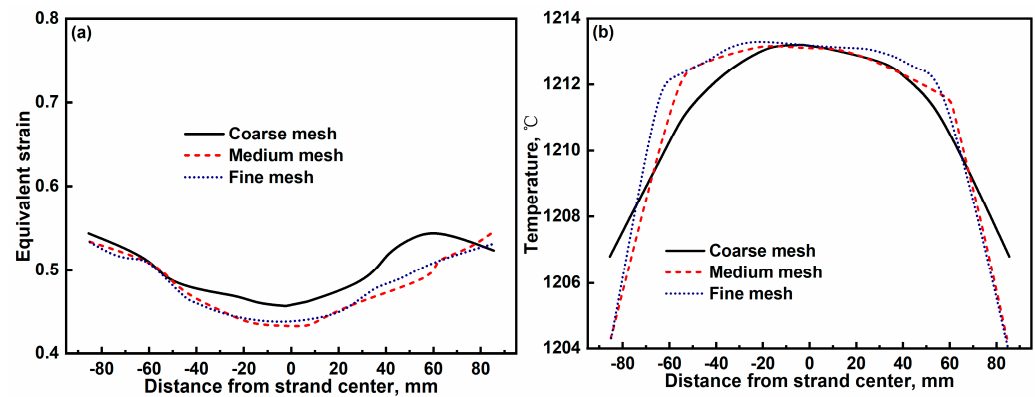 (a)
Equivalent strain
0.8
0.7
0.6
0.5
0.4
Coarse mesh
Medium mesh
Fine mesh
-80 -60 -40 -20 0 20 40 60 80
Distance from strand center, mm
(b)
Temperature, ℃
1214
1212
1210
1208
1206
1204
Coarse mesh
Medium mesh
Fine mesh
-80 -60 -40 -20 0 20 40 60 80
Distance from strand center, mm